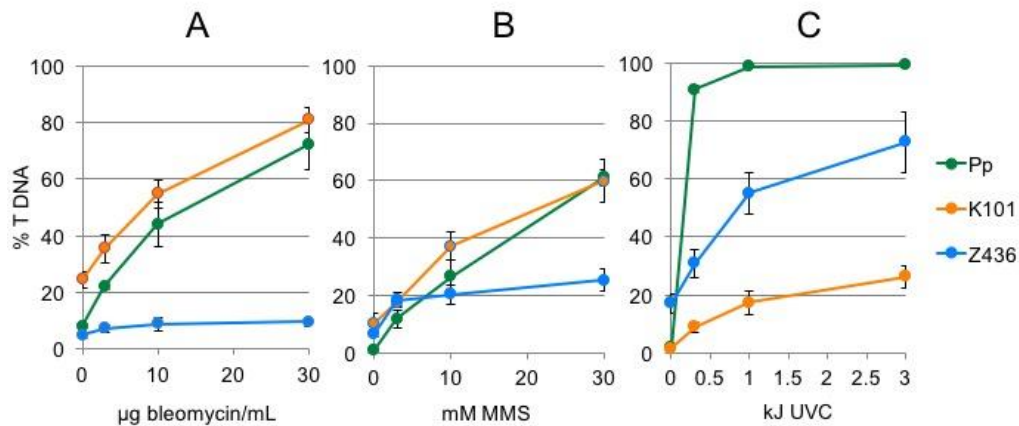 A B C
100 100 100
80 80 80
60 60 60
40 40 40
20 20 20
0 0 0
% T DNA
0 10 20 30 0 10 20 30 0 0.5 1 1.5 2 2.5 3
µg bleomycin/mL mM MMS kJ UVC
Pp
K101
Z436